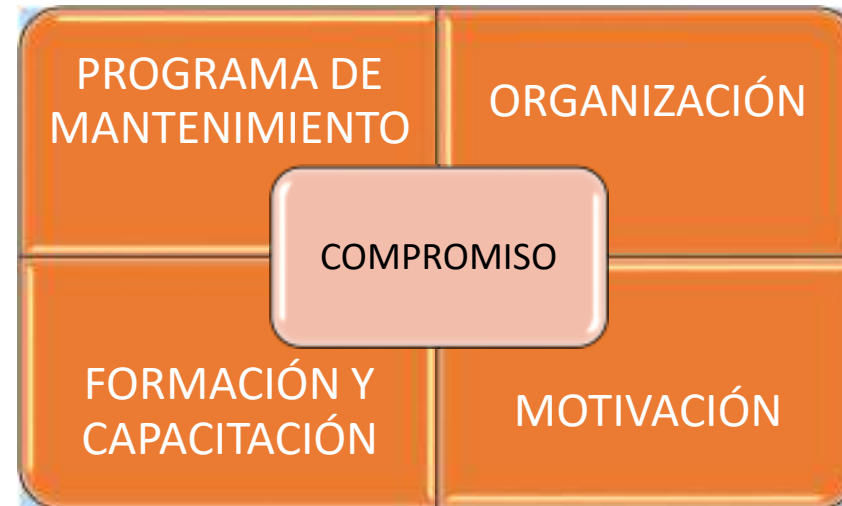 PROGRAMA DE
MANTENIMIENTO
ORGANIZACIÓN
COMPROMISO
FORMACIÓN Y
CAPACITACIÓN
MOTIVACIÓN